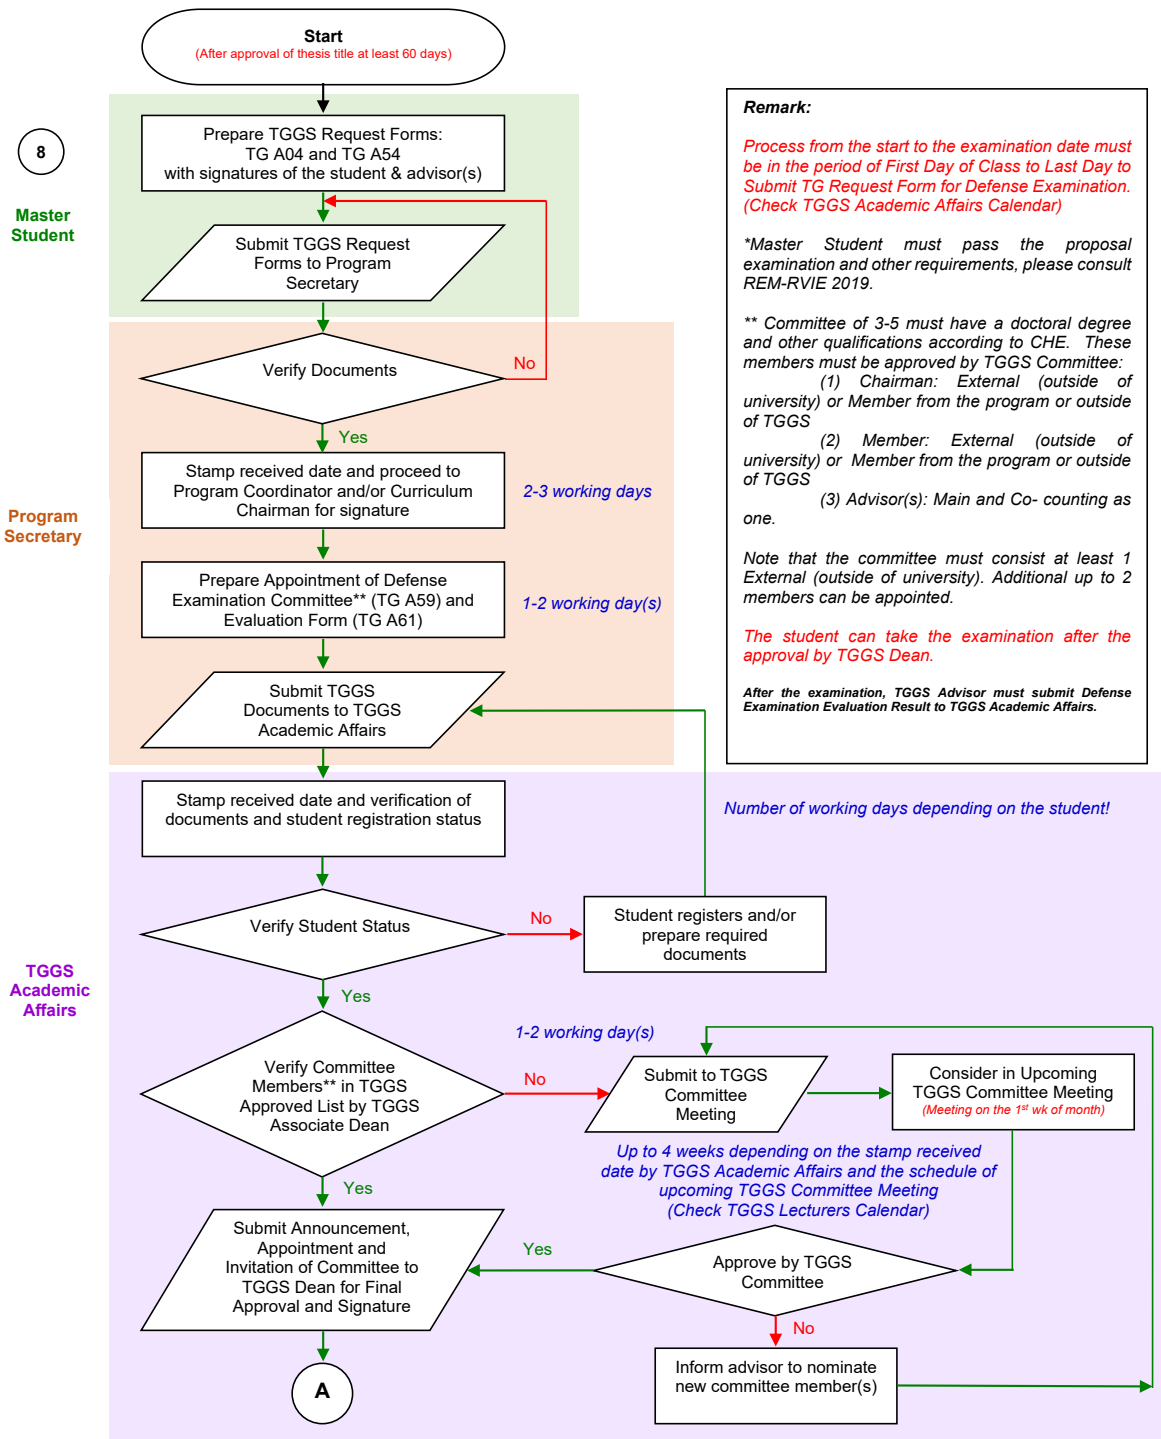 Start
(After approval of thesis title at least 60 days)
8
Master
Student
Prepare TGGS Request Forms:
TG A04 and TG A54
with signatures of the student & advisor(s)
Submit TGGS Request
Forms to Program
Secretary
Verify Documents
No
Yes
Program
Secretary
Stamp received date and proceed to
Program Coordinator and/or Curriculum
Chairman for signature
2-3 working days
Prepare Appointment of Defense
Examination Committee** (TG A59) and
Evaluation Form (TG A61)
1-2 working day(s)
Submit TGGS
Documents to TGGS
Academic Affairs
Remark:
Process from the start to the examination date must
be in the period of First Day of Class to Last Day to
Submit TG Request Form for Defense Examination.
(Check TGGS Academic Affairs Calendar)
*Master Student must pass the proposal
examination and other requirements, please consult
REM-RVIE 2019.
** Committee of 3-5 must have a doctoral degree
and other qualifications according to CHE. These
members must be approved by TGGS Committee:
(1) Chairman: External (outside of
university) or Member from the program or outside
of TGGS
(2) Member: External (outside of
university) or Member from the program or outside
of TGGS
(3) Advisor(s): Main and Co- counting as
one.
Note that the committee must consist at least 1
External (outside of university). Additional up to 2
members can be appointed.
The student can take the examination after the
approval by TGGS Dean.
After the examination, TGGS Advisor must submit Defense
Examination Evaluation Result to TGGS Academic Affairs.
TGGS
Academic
Affairs
Stamp received date and verification of
documents and student registration status
Number of working days depending on the student!
Verify Student Status
No
Student registers and/or
prepare required
documents
Yes
1-2 working day(s)
Verify Committee
Members** in TGGS
Approved List by TGGS
Associate Dean
No
Submit to TGGS
Committee
Meeting
Consider in Upcoming
TGGS Committee Meeting
(Meeting on the 1st wk of month)
Up to 4 weeks depending on the stamp received
date by TGGS Academic Affairs and the schedule of
upcoming TGGS Committee Meeting
(Check TGGS Lecturers Calendar)
Yes
Submit Announcement,
Appointment and
Invitation of Committee to
TGGS Dean for Final
Approval and Signature
Yes
Approve by TGGS
Committee
No
Inform advisor to nominate
new committee member(s)
A